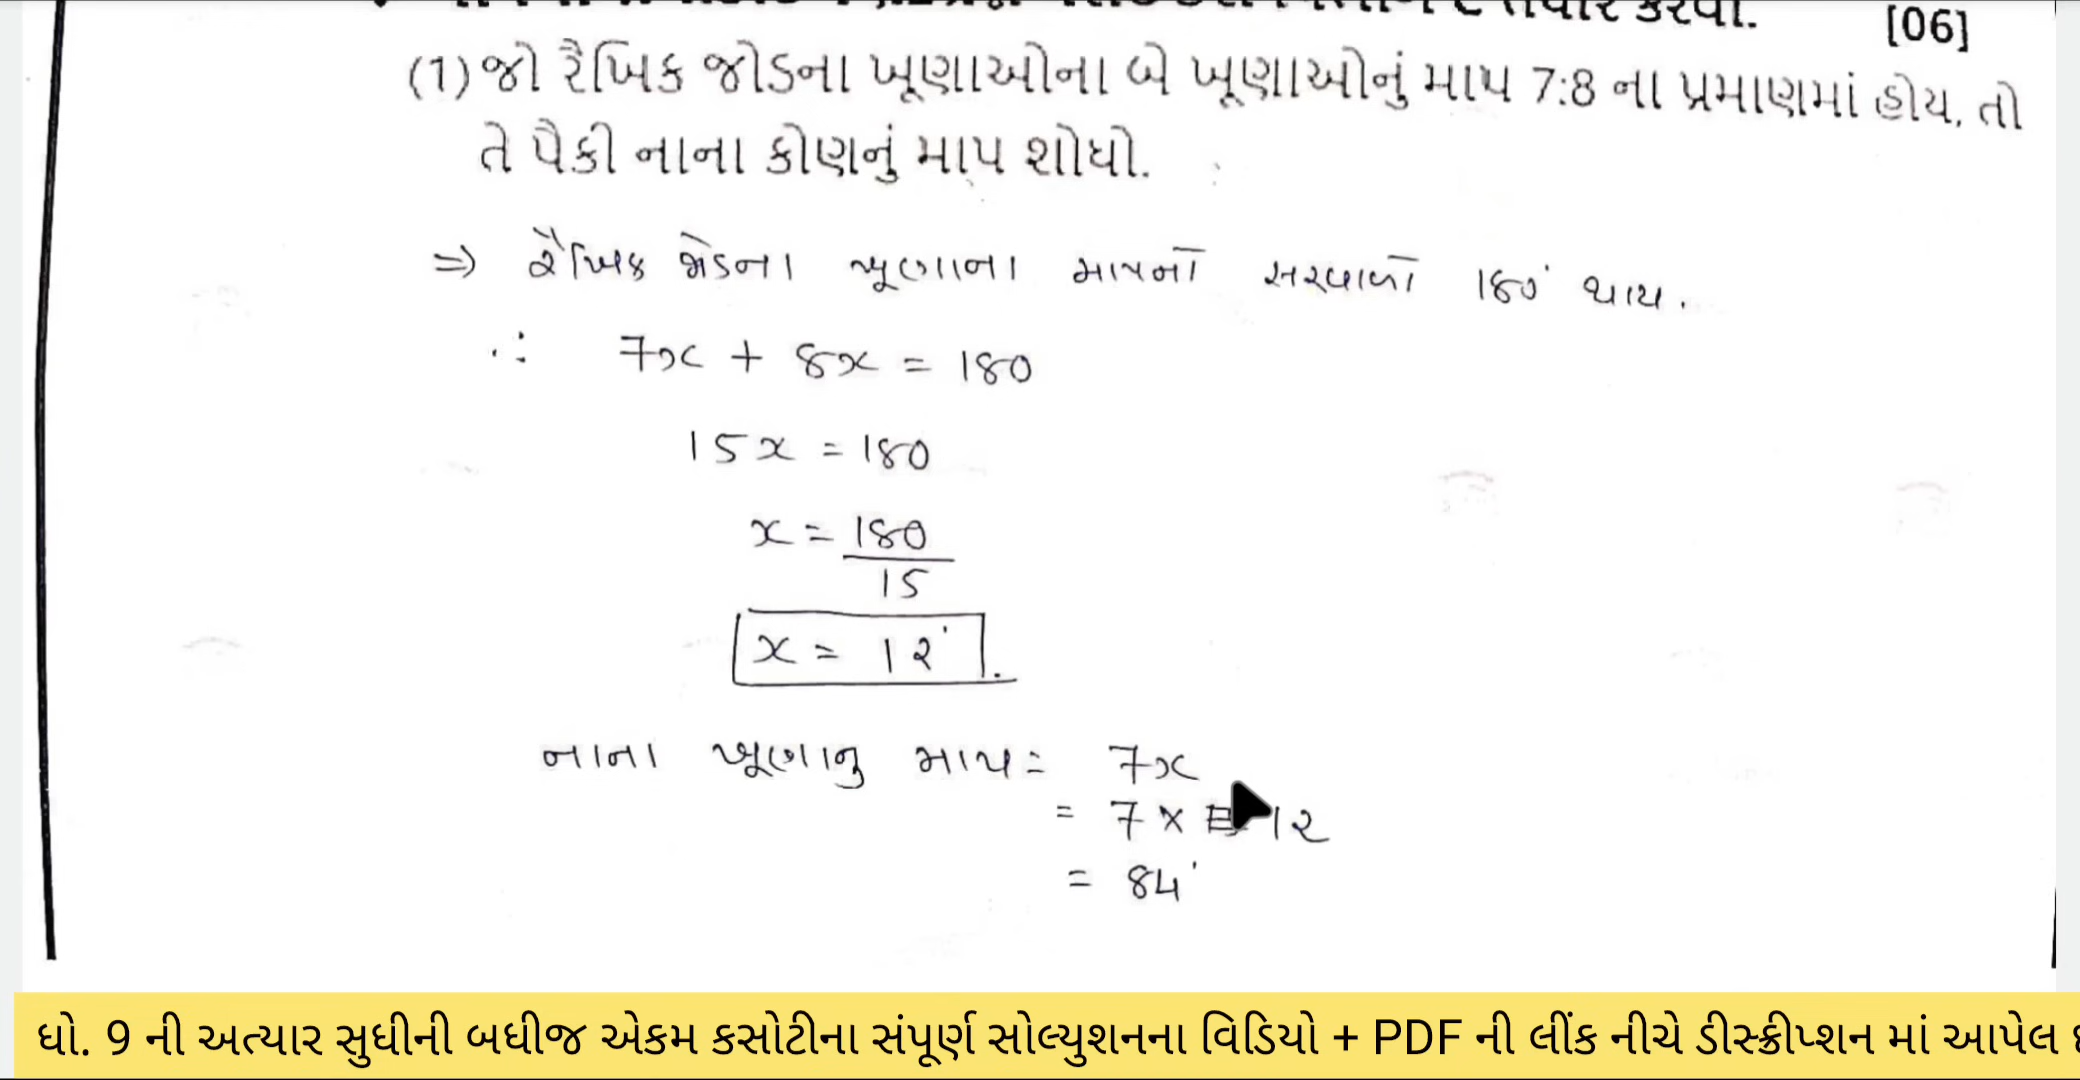 તૈયાર કરવા. [06]
(1) જો રૈખિક જોડના ખૂણાઓના બે ખૂણાઓનું માપ 7:8 ના પ્રમાણમાં હોય, તો
તે પૈકી નાના કોણનું માપ શોધો.
⇒ રૈખિક જોડના ખૂણાના માપનો સરવાળો 180° થાય.
∴ 7x + 8x = 180
15x = 180
x = 180
15
x = 12°.
નાના ખૂણાનુ માપ = 7x
= 7 × 12
= 84°
ધો. 9 ની અત્યાર સુધીની બધીજ એકમ કસોટીના સંપૂર્ણ સોલ્યુશનના વિડિયો + PDF ની લીંક નીચે ડીસ્ક્રીપ્શન માં આપેલ